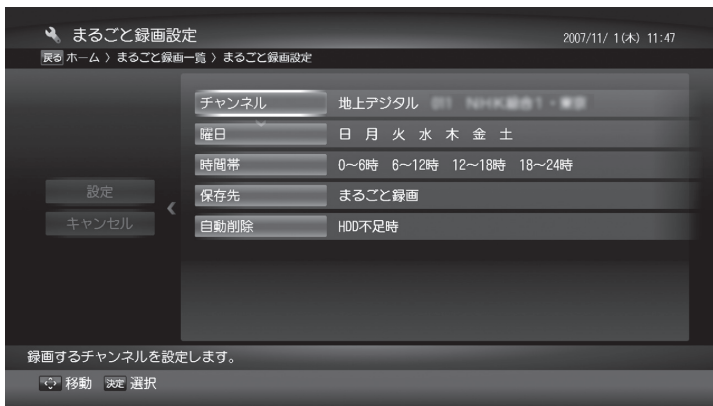 まるごと録画設定
2007/11/ 1(木) 11:47
戻る ホーム 〉 まるごと録画一覧 〉 まるごと録画設定
チャンネル 地上デジタル
曜日 日 月 火 水 木 金 土
時間帯 0〜6時 6〜12時 12〜18時 18〜24時
設定
保存先 まるごと録画
キャンセル
自動削除 HDD不足時
録画するチャンネルを設定します。
移動 決定 選択